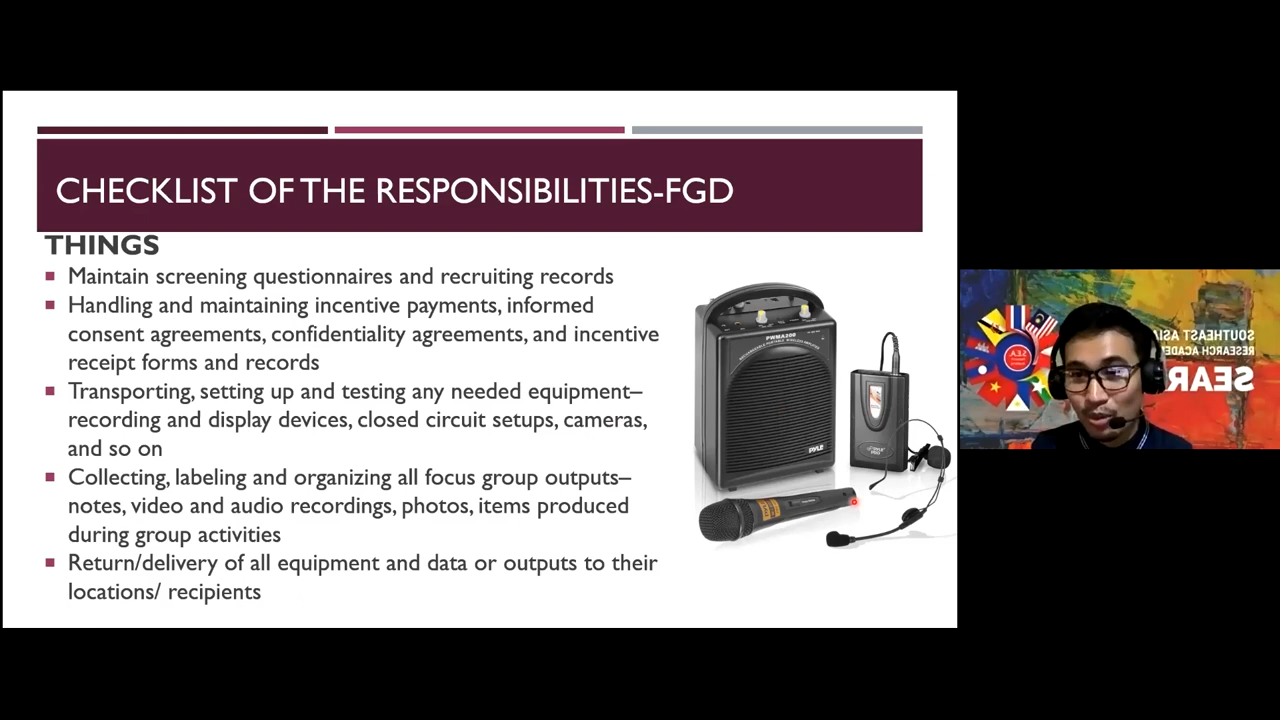 CHECKLIST OF THE RESPONSIBILITIES-FGD
THINGS
Maintain screening questionnaires and recruiting records
Handling and maintaining incentive payments, informed
consent agreements, confidentiality agreements, and incentive
receipt forms and records
Transporting, setting up and testing any needed equipment–
recording and display devices, closed circuit setups, cameras,
and so on
Collecting, labeling and organizing all focus group outputs–
notes, video and audio recordings, photos, items produced
during group activities
Return/delivery of all equipment and data or outputs to their
locations/ recipients
PWMA200
PYLE
SOUTHEAST ASIA
RESEARCH ACADE
SEAR
S.E.A.